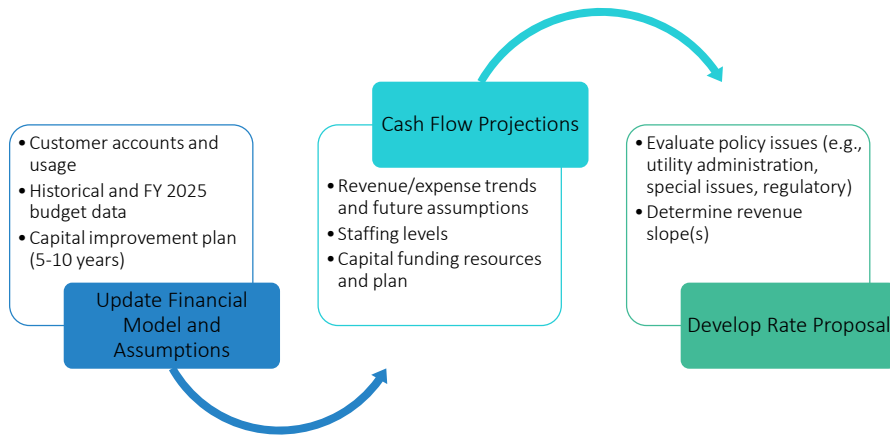 • Customer accounts and
usage
• Historical and FY 2025
budget data
• Capital improvement plan
(5-10 years)
Update Financial
Model and
Assumptions
Cash Flow Projections
• Revenue/expense trends
and future assumptions
• Staffing levels
• Capital funding resources
and plan
• Evaluate policy issues (e.g.,
utility administration,
special issues, regulatory)
• Determine revenue
slope(s)
Develop Rate Proposal